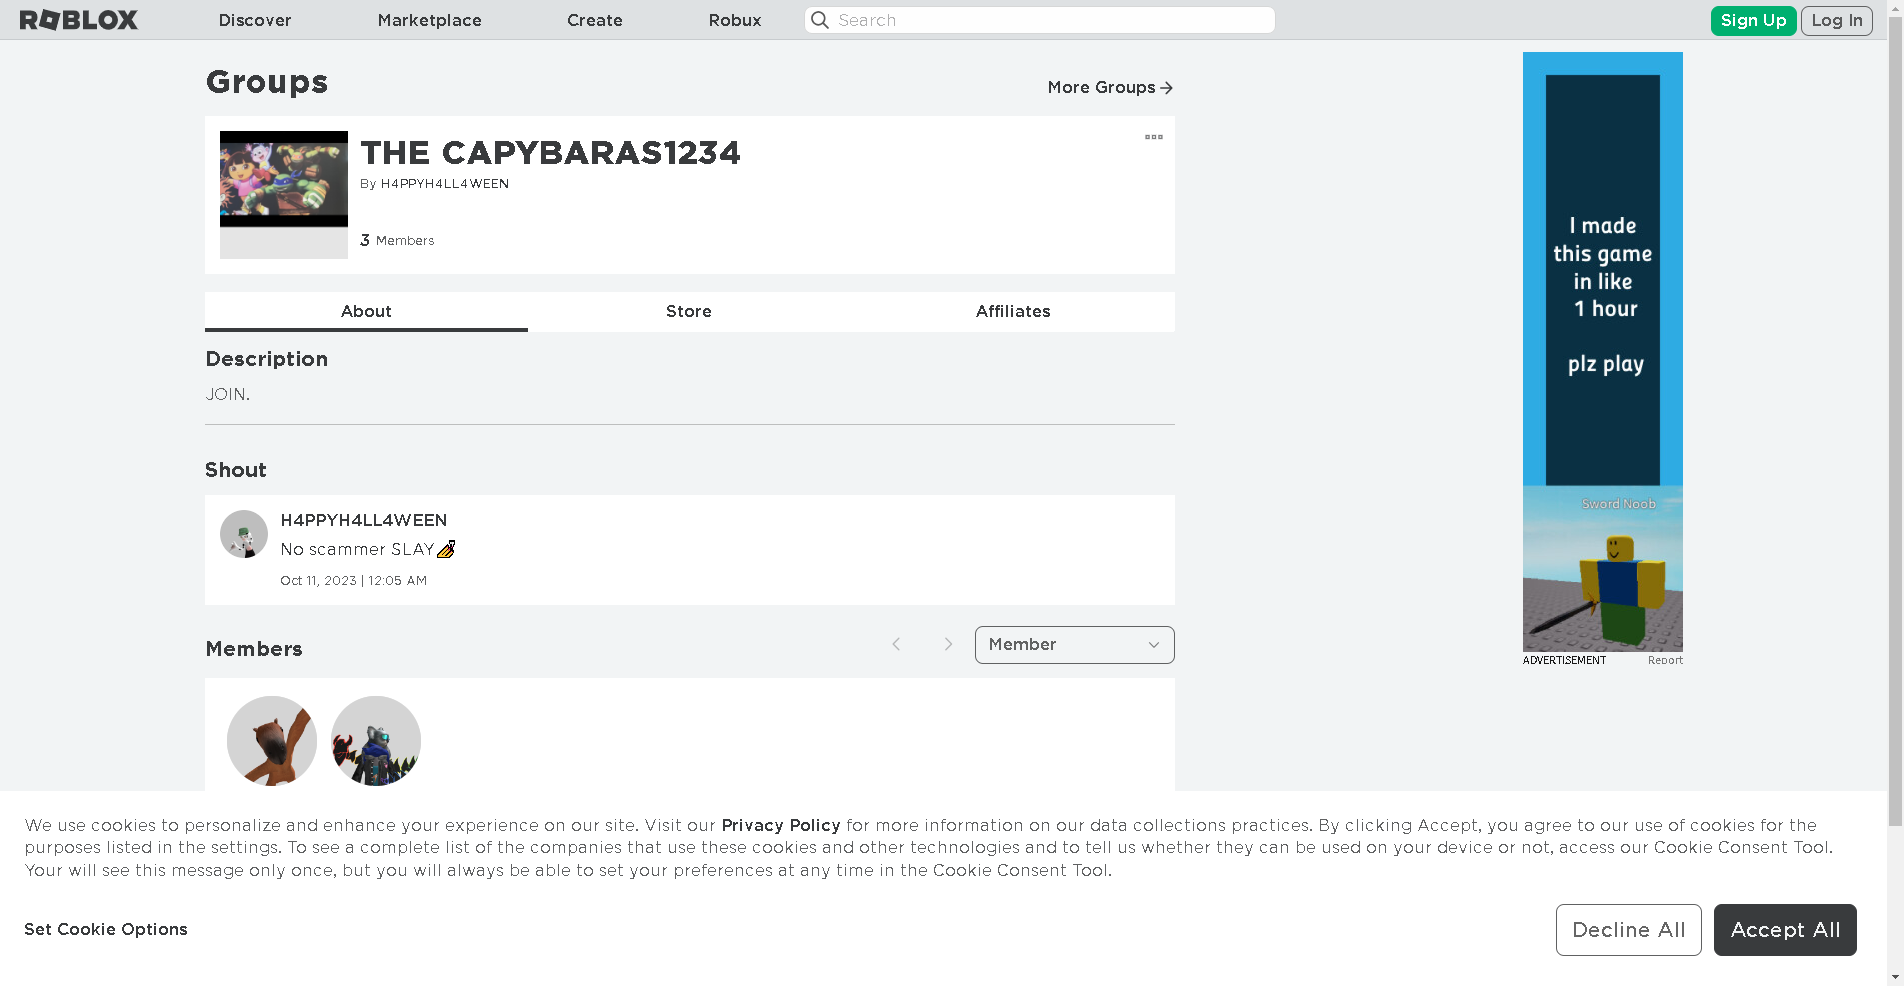 ROBLOX
Discover
Marketplace
Create
Robux
Search
Sign Up
Log In
Groups
More Groups
THE CAPYBARAS1234
By H4PPYH4LL4WEEN
3 Members
About
Store
Affiliates
Description
JOIN.
Shout
H4PPYH4LL4WEEN
No scammer SLAY💅
Oct 11, 2023 | 12:05 AM
Members
Member
I made
this game
in like
1 hour
plz play
Sword Noob
ADVERTISEMENT
Report
We use cookies to personalize and enhance your experience on our site. Visit our Privacy Policy for more information on our data collections practices. By clicking Accept, you agree to our use of cookies for the
purposes listed in the settings. To see a complete list of the companies that use these cookies and other technologies and to tell us whether they can be used on your device or not, access our Cookie Consent Tool.
Your will see this message only once, but you will always be able to set your preferences at any time in the Cookie Consent Tool.
Set Cookie Options
Decline All
Accept All